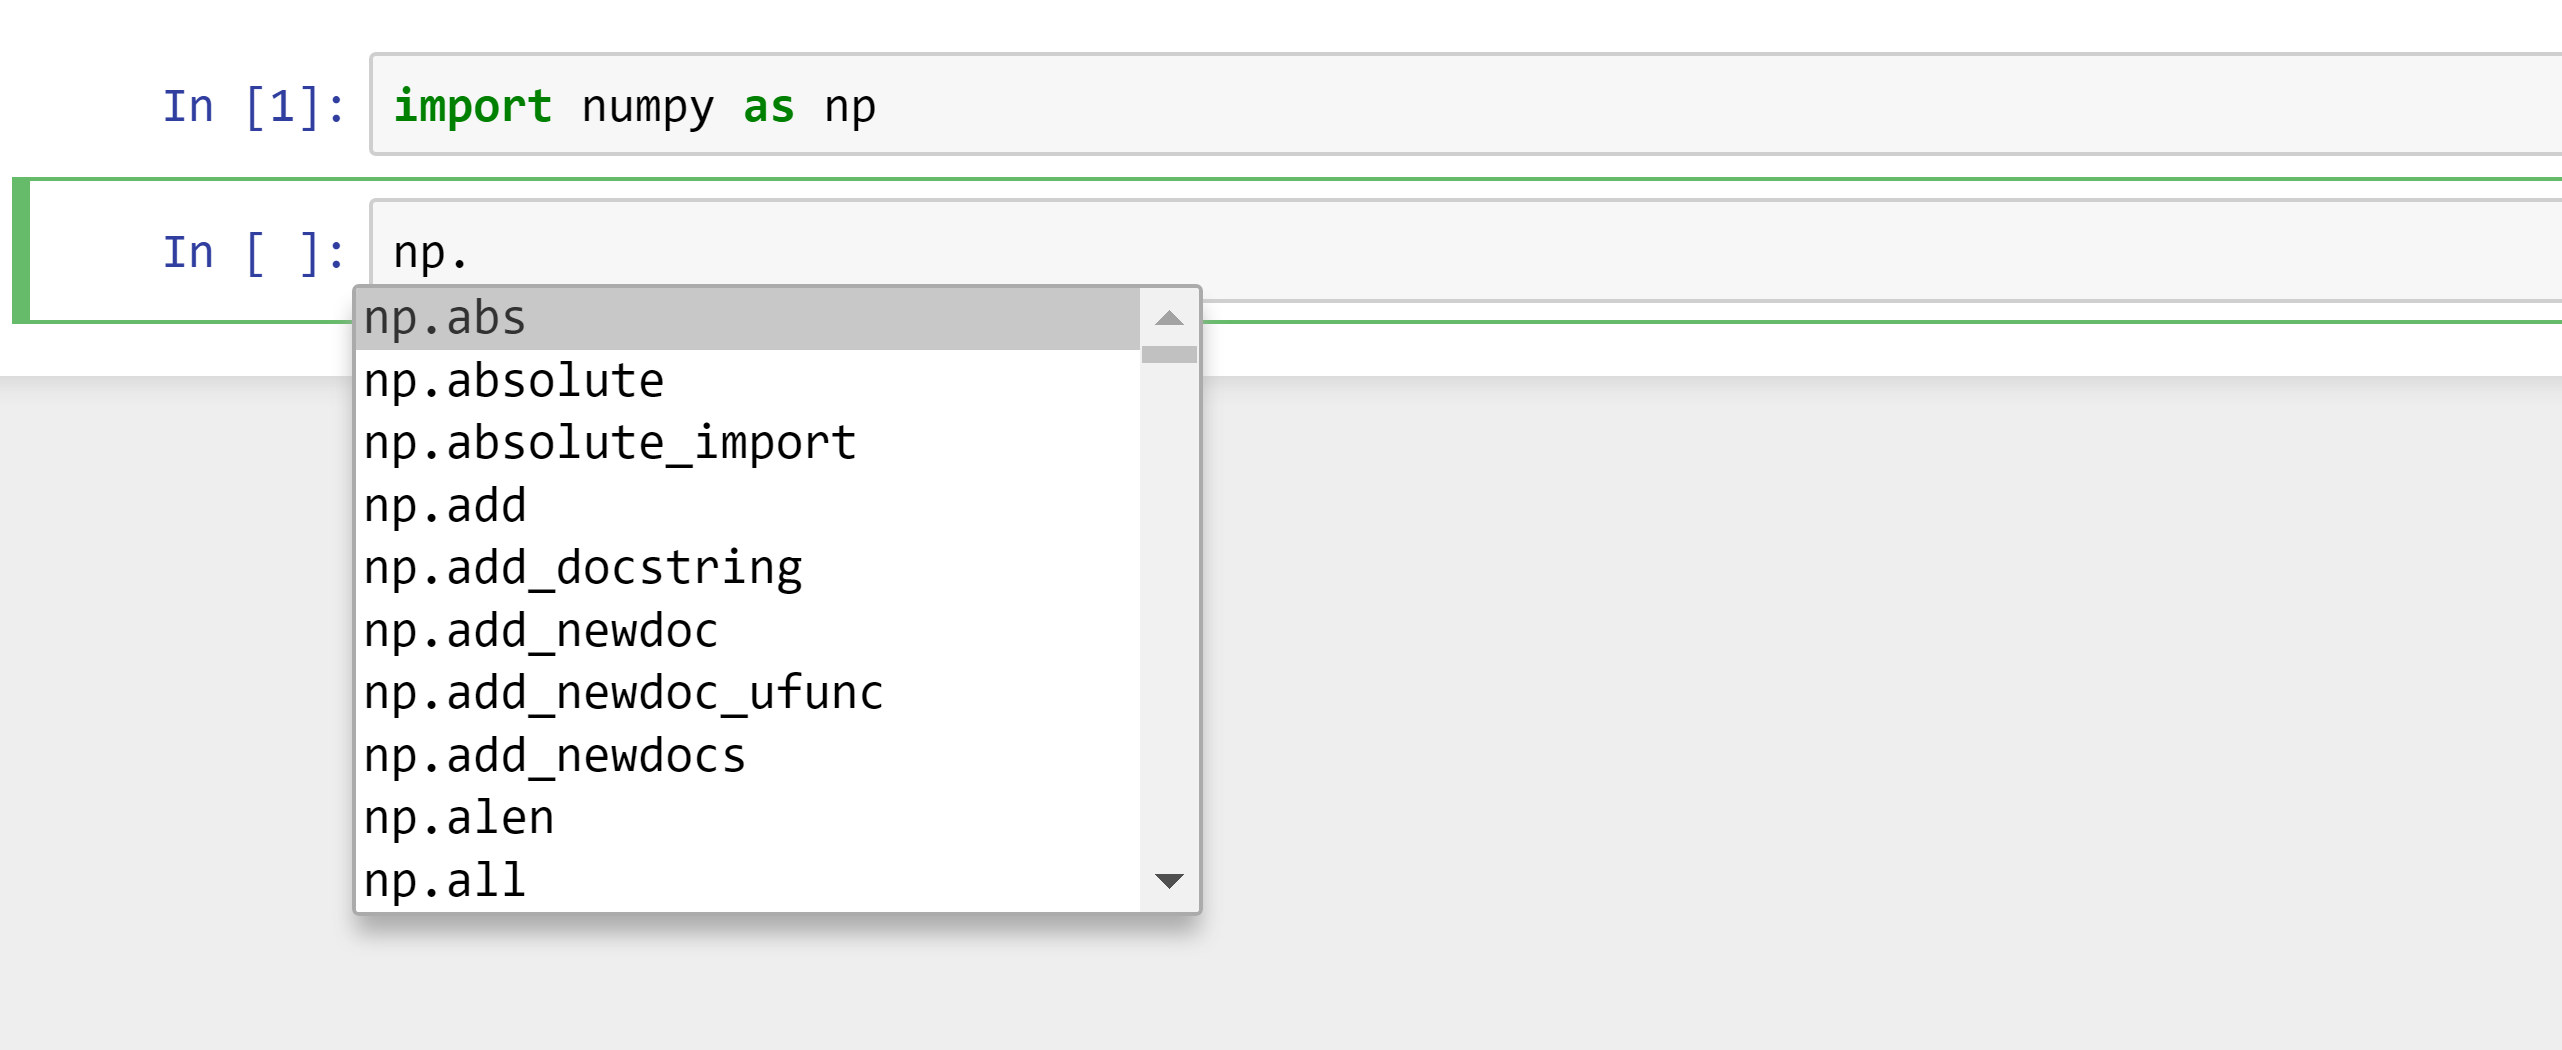 In [1]: import numpy as np
In [ ]: np.
np.abs
np.absolute
np.absolute_import
np.add
np.add_docstring
np.add_newdoc
np.add_newdoc_ufunc
np.add_newdocs
np.alen
np.all